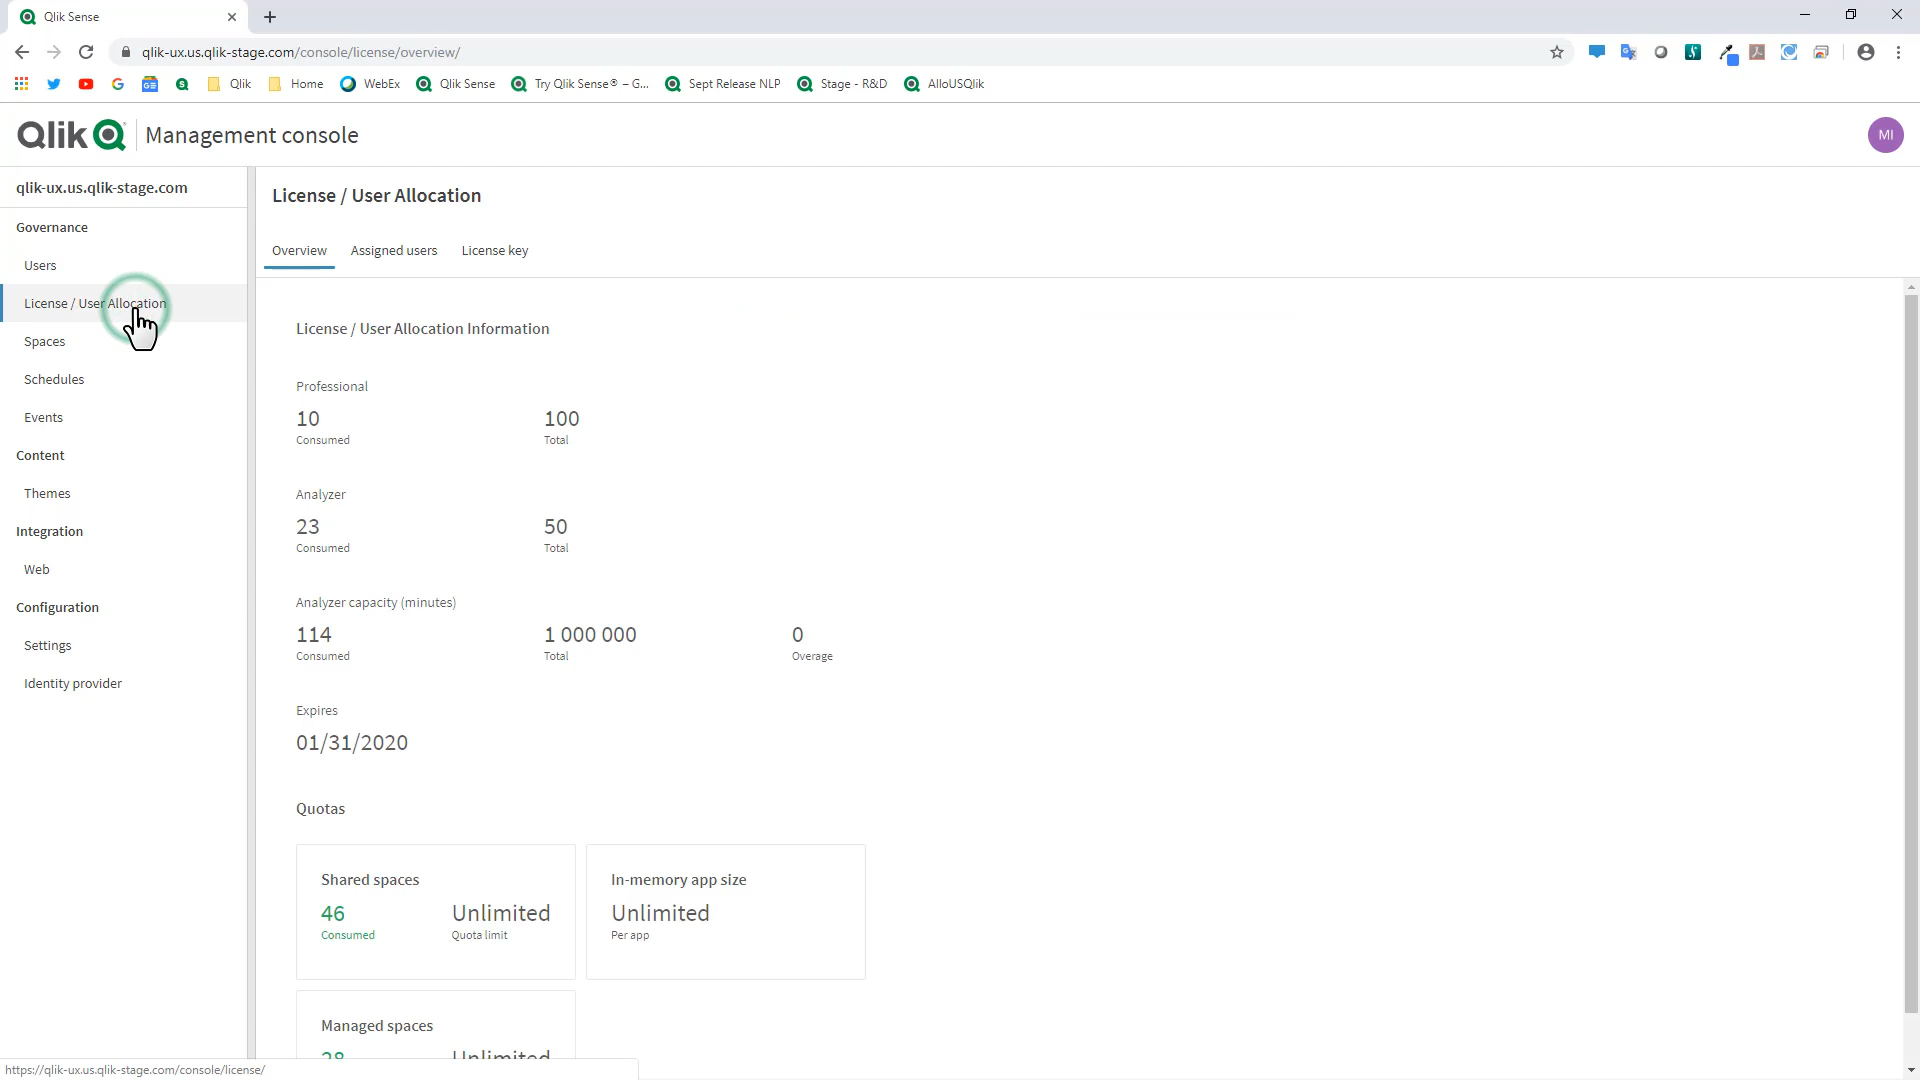 Qlik Sense
qlik-ux.us.qlik-stage.com/console/license/overview/
Qlik
Home
WebEx
Qlik Sense
Try Qlik Sense® – G...
Sept Release NLP
Stage - R&D
AlloUSQlik
Qlik Management console
MI
qlik-ux.us.qlik-stage.com
Governance
Users
License / User Allocation
Spaces
Schedules
Events
Content
Themes
Integration
Web
Configuration
Settings
Identity provider
License / User Allocation
Overview Assigned users License key
License / User Allocation Information
Professional
10 100
Consumed Total
Analyzer
23 50
Consumed Total
Analyzer capacity (minutes)
114 1 000 000 0
Consumed Total Overage
Expires
01/31/2020
Quotas
Shared spaces
46 Unlimited
Consumed Quota limit
In-memory app size
Unlimited
Per app
Managed spaces
28 Unlimited
https://qlik-ux.us.qlik-stage.com/console/license/